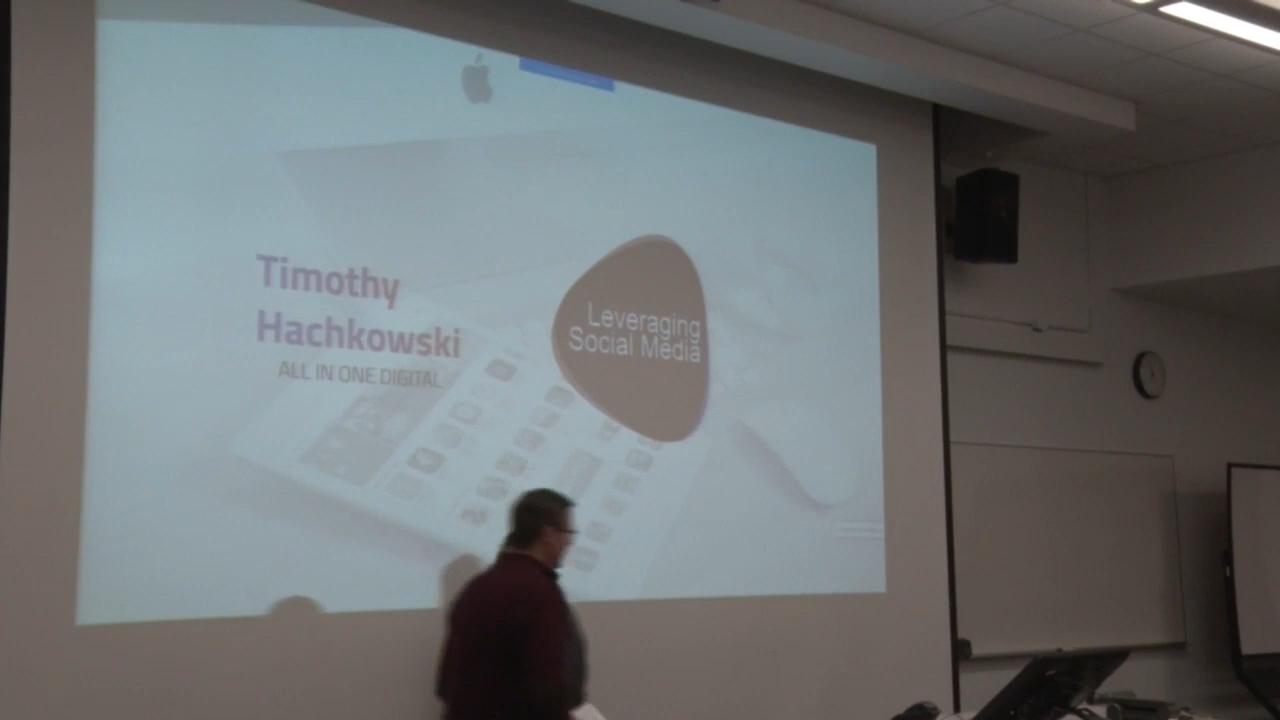 Timothy
Hachkowski
ALL IN ONE DIGITAL
Leveraging
Social Media